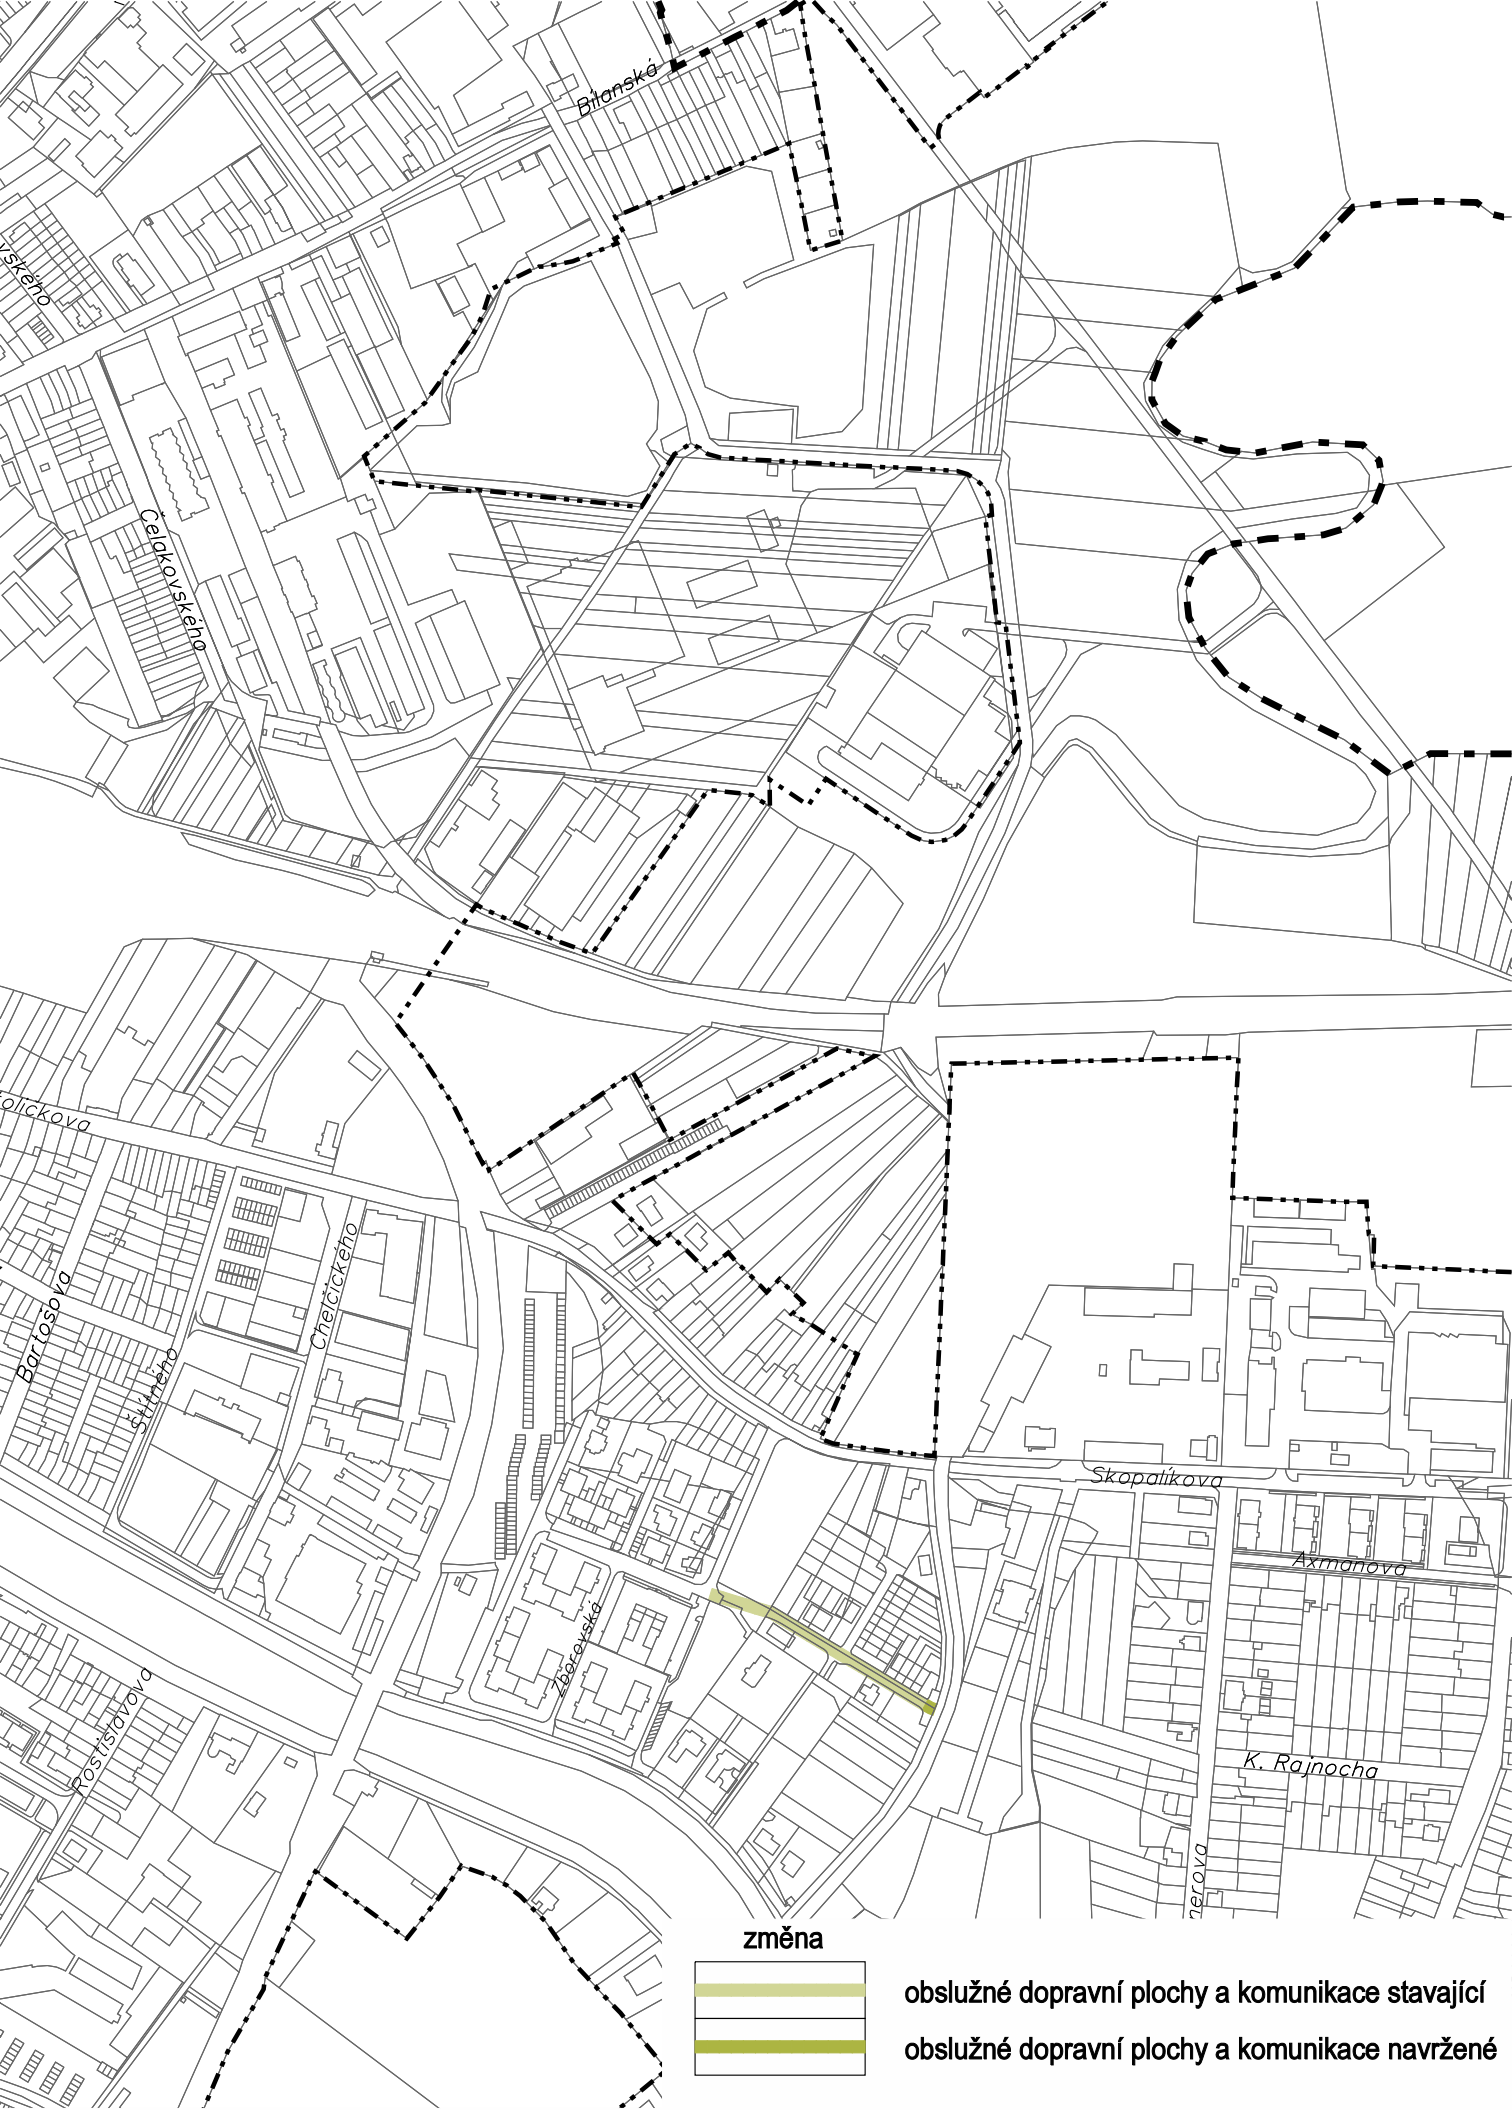 Bílanská
vského
Čelakovského
oličkova
Chelčického
Bartošova
Štítného
Skopalíkova
Axmanova
Zborovská
Rostislavova
K. Rajnocha
nerova
změna
obslužné dopravní plochy a komunikace stavající
obslužné dopravní plochy a komunikace navržené